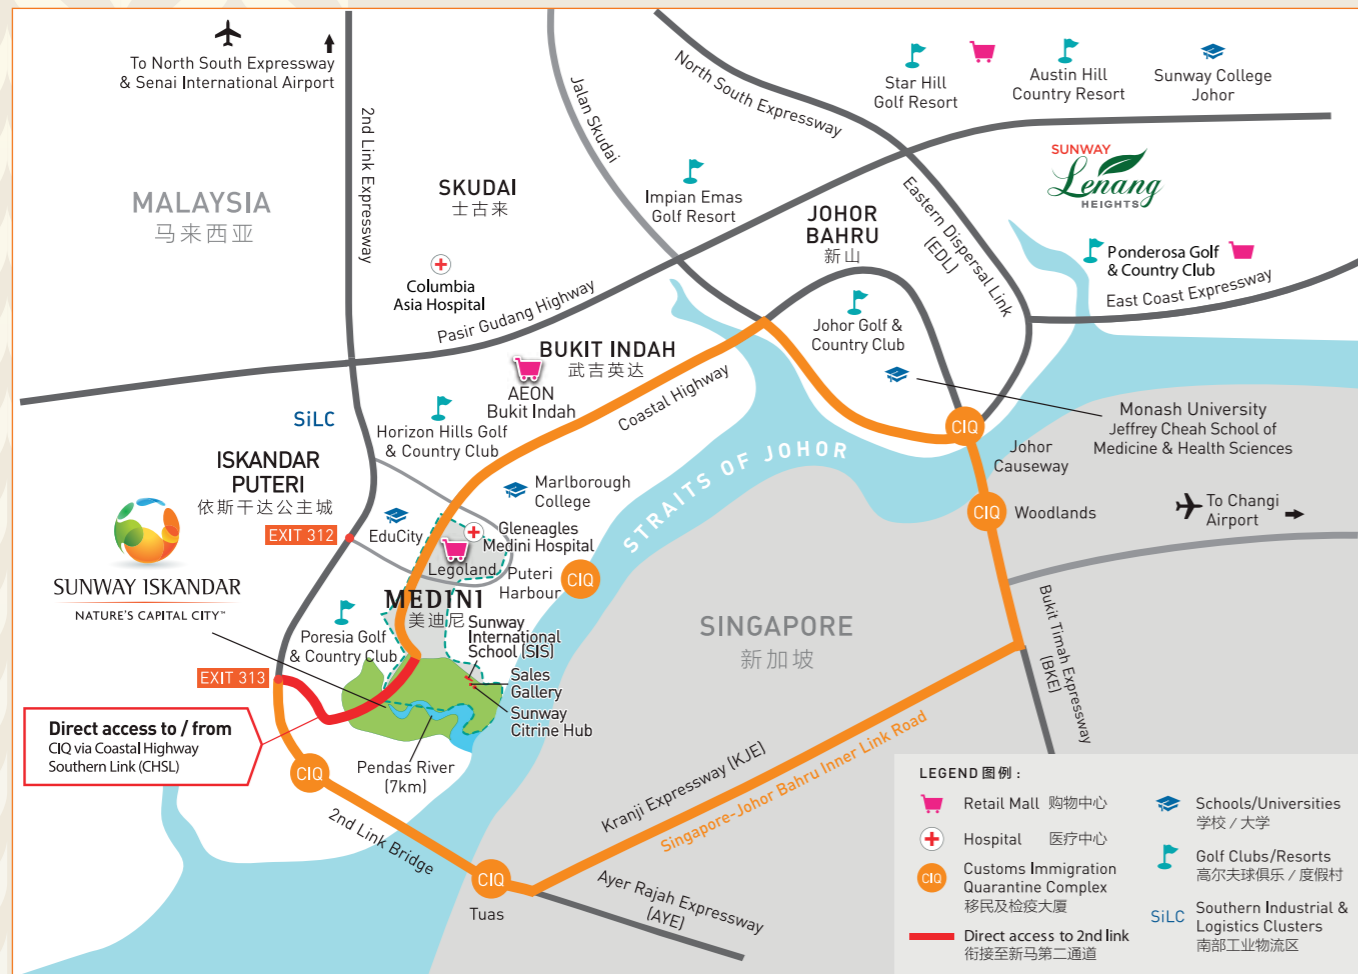 To North South Expressway
& Senai International Airport
2nd Link Expressway
Jalan Skudai
North South Expressway
Star Hill
Golf Resort
Austin Hill
Country Resort
Sunway College
Johor
MALAYSIA
马来西亚
SKUDAI
士古来
Impian Emas
Golf Resort
JOHOR
BAHRU
新山
Eastern Dispersal Link
(EDL)
SUNWAY
Lenang
HEIGHTS
Ponderosa Golf
& Country Club
East Coast Expressway
Columbia
Asia Hospital
Pasir Gudang Highway
Johor Golf &
Country Club
BUKIT INDAH
武吉英达
AEON
Bukit Indah
Coastal Highway
SiLC
Horizon Hills Golf
& Country Club
CIQ
Monash University
Jeffrey Cheah School of
Medicine & Health Sciences
Johor
Causeway
ISKANDAR
PUTERI
依斯干达公主城
Marlborough
College
STRAITS OF JOHOR
CIQ
Woodlands
To Changi
Airport
EXIT 312
EduCity
Gleneagles
Medini Hospital
Legoland
Puteri
Harbour
CIQ
SUNWAY ISKANDAR
NATURE'S CAPITAL CITY™
MEDINI
美迪尼
Poresia Golf
& Country Club
Sunway
International
School (SIS)
SINGAPORE
新加坡
Bukit Timah Expressway
(BKE)
EXIT 313
Sales
Gallery
Sunway
Citrine Hub
Direct access to / from
CIQ via Coastal Highway
Southern Link (CHSL)
CIQ
Pendas River
(7km)
2nd Link Bridge
Kranji Expressway (KJE)
Singapore-Johor Bahru Inner Link Road
CIQ
Tuas
Ayer Rajah Expressway
(AYE)
LEGEND 图例 :
Retail Mall 购物中心
Hospital 医疗中心
CIQ
Customs Immigration
Quarantine Complex
移民及检疫大厦
Direct access to 2nd link
衔接至新马第二通道
Schools/Universities
学校 / 大学
Golf Clubs/Resorts
高尔夫球俱乐 / 度假村
SiLC
Southern Industrial &
Logistics Clusters
南部工业物流区